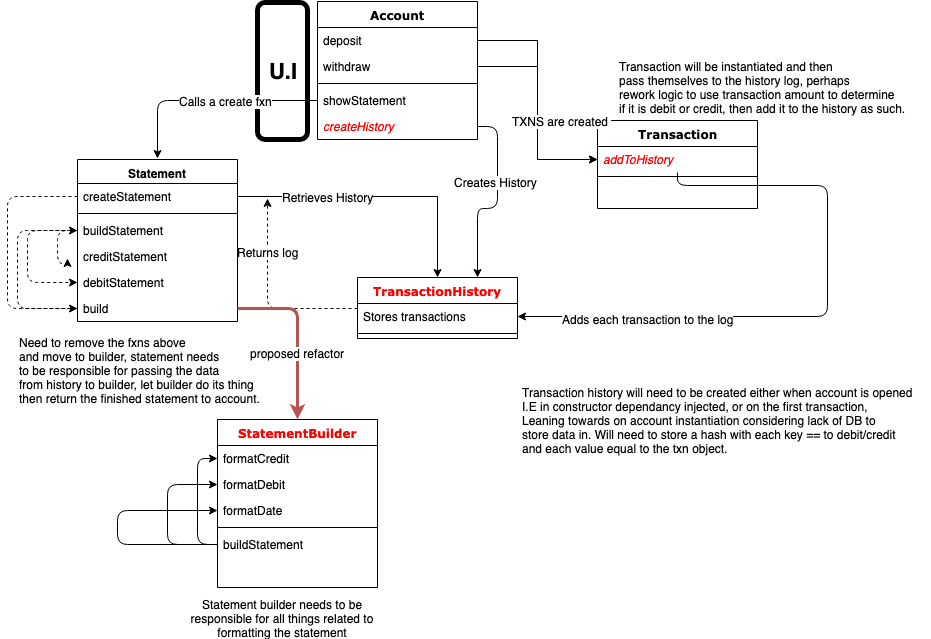 Account
deposit
withdraw
showStatement
createHistory
U.I
Calls a create fxn
Transaction will be instantiated and then
pass themselves to the history log, perhaps
rework logic to use transaction amount to determine
if it is debit or credit, then add it to the history as such.
TXNS are created
Transaction
addToHistory
Statement
createStatement
buildStatement
creditStatement
debitStatement
build
Retrieves History
Creates History
Returns log
TransactionHistory
Stores transactions
Adds each transaction to the log
Need to remove the fxns above
and move to builder, statement needs
to be responsible for passing the data
from history to builder, let builder do its thing
then return the finished statement to account.
proposed refactor
Transaction history will need to be created either when account is opened
I.E in constructor dependancy injected, or on the first transaction,
Leaning towards on account instantiation considering lack of DB to
store data in. Will need to store a hash with each key == to debit/credit
and each value equal to the txn object.
StatementBuilder
formatCredit
formatDebit
formatDate
buildStatement
Statement builder needs to be
responsible for all things related to
formatting the statement